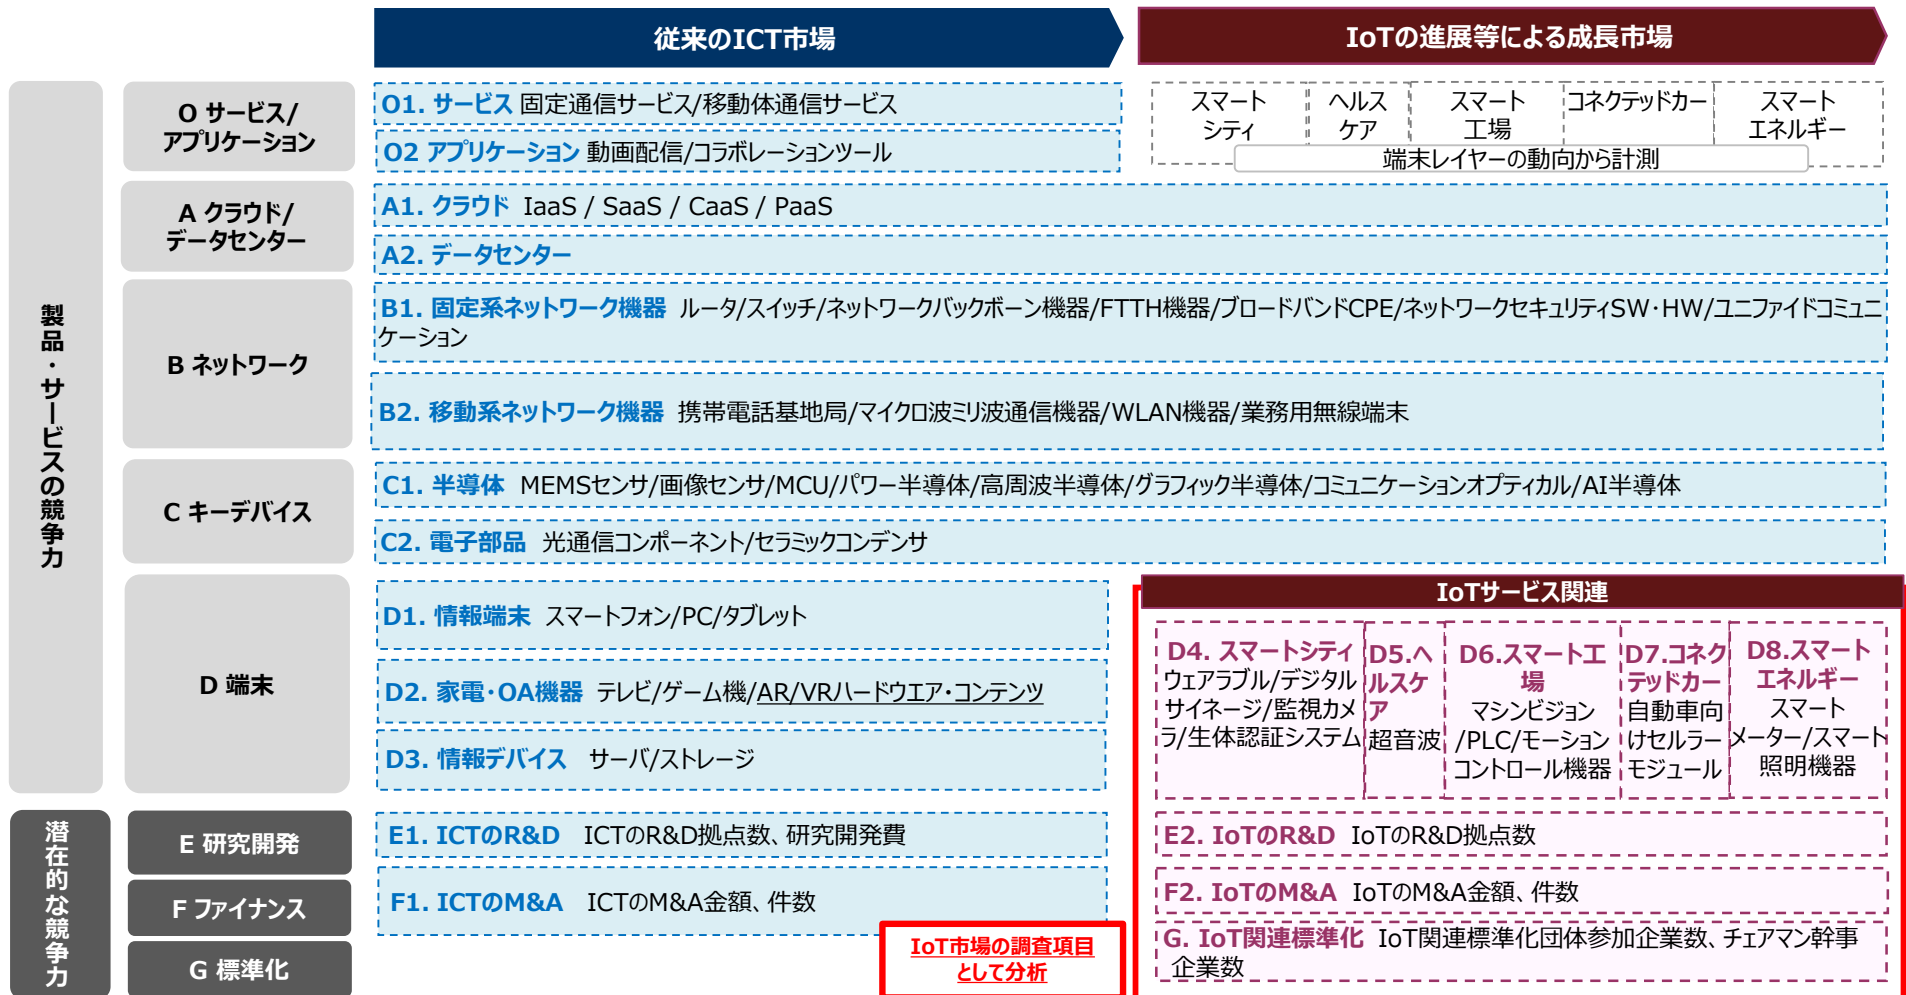 従来のICT市場
IoTの進展等による成長市場
製品・サービスの競争力
O サービス/
アプリケーション
O1. サービス 固定通信サービス/移動体通信サービス
O2 アプリケーション 動画配信/コラボレーションツール
スマート
シティ
ヘルス
ケア
スマート
工場
コネクテッドカー
スマート
エネルギー
端末レイヤーの動向から計測
A クラウド/
データセンター
A1. クラウド IaaS / SaaS / CaaS / PaaS
A2. データセンター
B ネットワーク
B1. 固定系ネットワーク機器 ルータ/スイッチ/ネットワークバックボーン機器/FTTH機器/ブロードバンドCPE/ネットワークセキュリティSW・HW/ユニファイドコミュニ
ケーション
B2. 移動系ネットワーク機器 携帯電話基地局/マイクロ波ミリ波通信機器/WLAN機器/業務用無線端末
C キーデバイス
C1. 半導体 MEMSセンサ/画像センサ/MCU/パワー半導体/高周波半導体/グラフィック半導体/コミュニケーションオプティカル/AI半導体
C2. 電子部品 光通信コンポーネント/セラミックコンデンサ
D 端末
D1. 情報端末 スマートフォン/PC/タブレット
D2. 家電・OA機器 テレビ/ゲーム機/AR/VRハードウエア・コンテンツ
D3. 情報デバイス サーバ/ストレージ
IoTサービス関連
D4. スマートシティ
ウェアラブル/デジタル
サイネージ/監視カメ
ラ/生体認証システム
D5.ヘ
ルスケ
ア
超音波
D6.スマート工
場
マシンビジョン
/PLC/モーション
コントロール機器
D7.コネク
テッドカー
自動車向
けセルラー
モジュール
D8.スマート
エネルギー
スマート
メーター/スマート
照明機器
潜在的な競争力
E 研究開発
E1. ICTのR&D ICTのR&D拠点数、研究開発費
E2. IoTのR&D IoTのR&D拠点数
F ファイナンス
F1. ICTのM&A ICTのM&A金額、件数
F2. IoTのM&A IoTのM&A金額、件数
G 標準化
IoT市場の調査項目
として分析
G. IoT関連標準化 IoT関連標準化団体参加企業数、チェアマン幹事
企業数